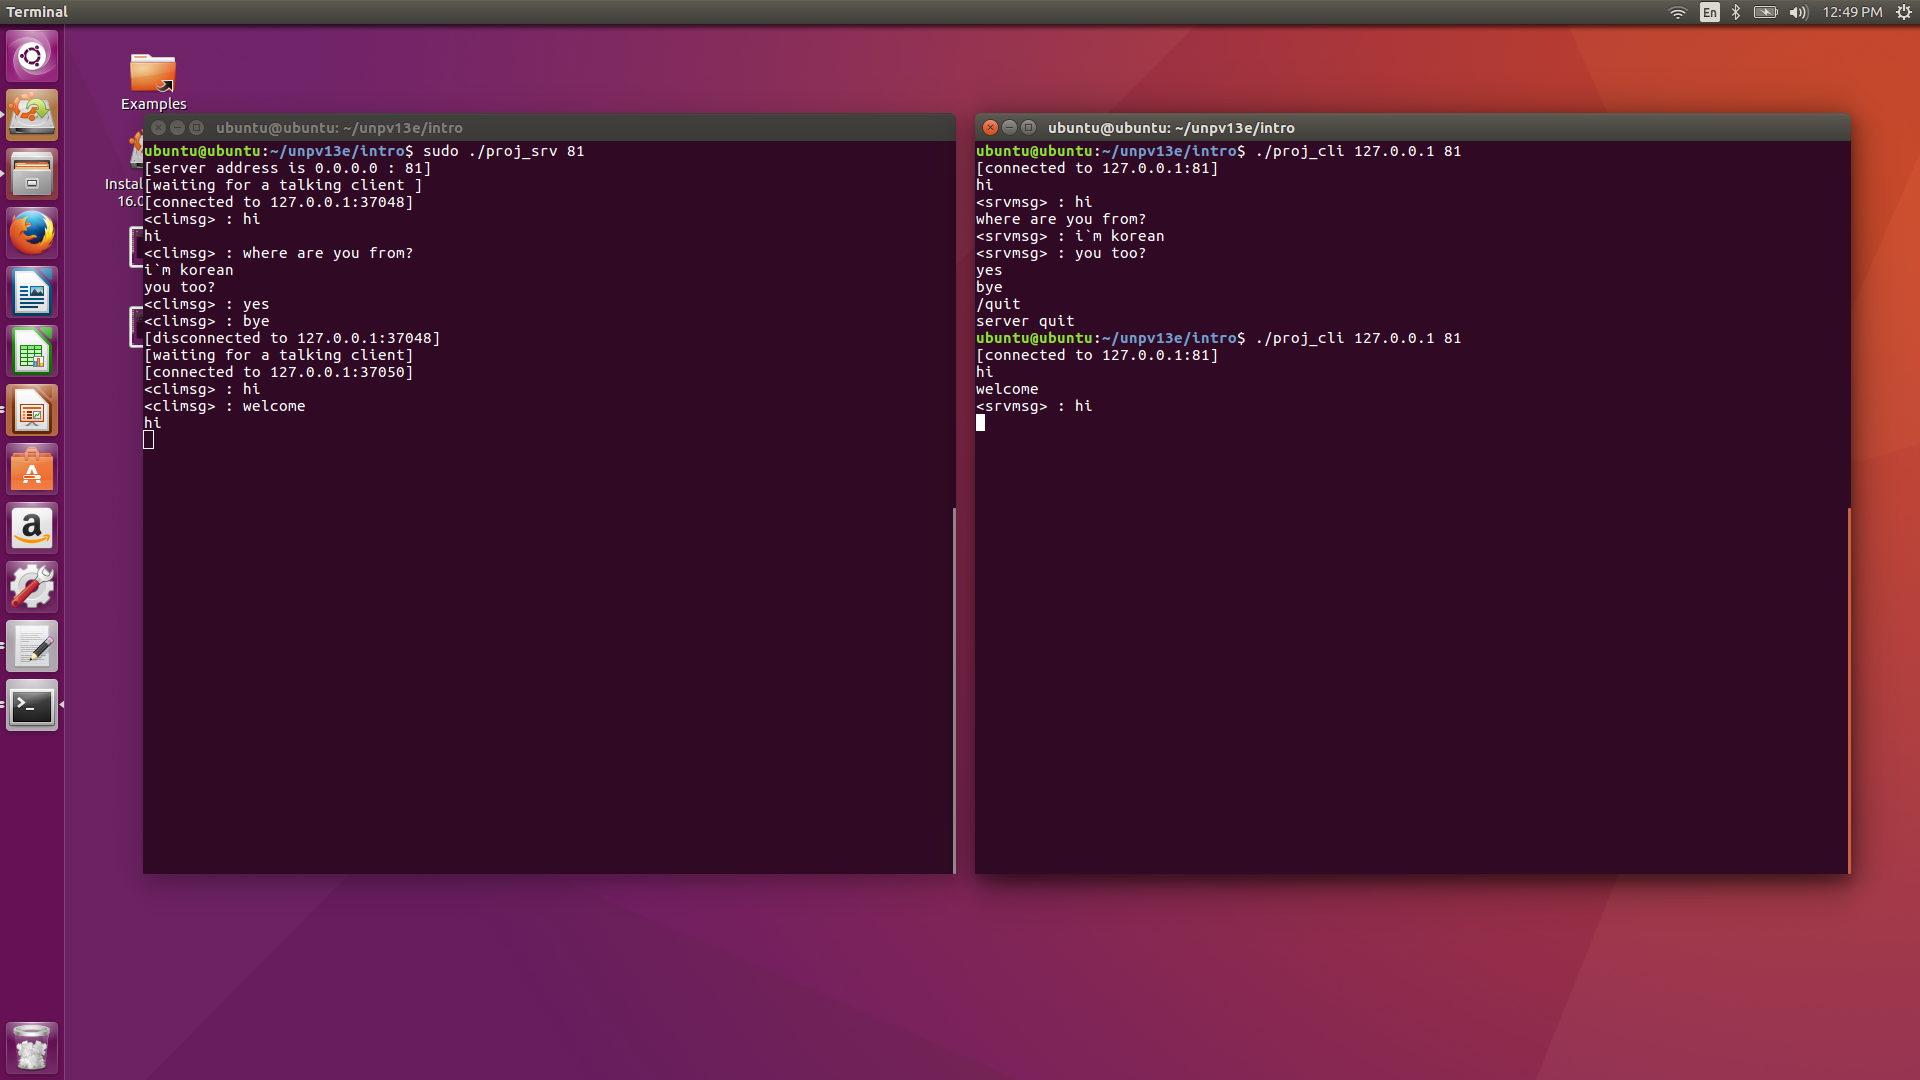 Terminal
En
12:49 PM
Examples
Instal
16.0
ubuntu@ubuntu: ~/unpv13e/intro
ubuntu@ubuntu:~/unpv13e/intro$ sudo ./proj_srv 81
[server address is 0.0.0.0 : 81]
[waiting for a talking client ]
[connected to 127.0.0.1:37048]
<climsg> : hi
hi
<climsg> : where are you from?
i`m korean
you too?
<climsg> : yes
<climsg> : bye
[disconnected to 127.0.0.1:37048]
[waiting for a talking client]
[connected to 127.0.0.1:37050]
<climsg> : hi
<climsg> : welcome
hi
ubuntu@ubuntu: ~/unpv13e/intro
ubuntu@ubuntu:~/unpv13e/intro$ ./proj_cli 127.0.0.1 81
[connected to 127.0.0.1:81]
hi
<srvmsg> : hi
where are you from?
<srvmsg> : i`m korean
<srvmsg> : you too?
yes
bye
/quit
server quit
ubuntu@ubuntu:~/unpv13e/intro$ ./proj_cli 127.0.0.1 81
[connected to 127.0.0.1:81]
hi
welcome
<srvmsg> : hi